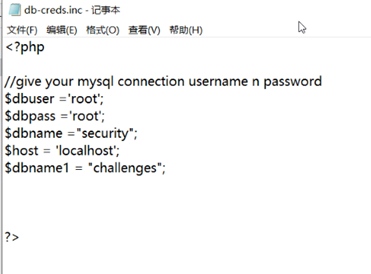 db-creds.inc - 记事本
文件(F) 编辑(E) 格式(O) 查看(V) 帮助(H)
<?php
//give your mysql connection username n password
$dbuser ='root';
$dbpass ='root';
$dbname ="security";
$host = 'localhost';
$dbname1 = "challenges";
?>